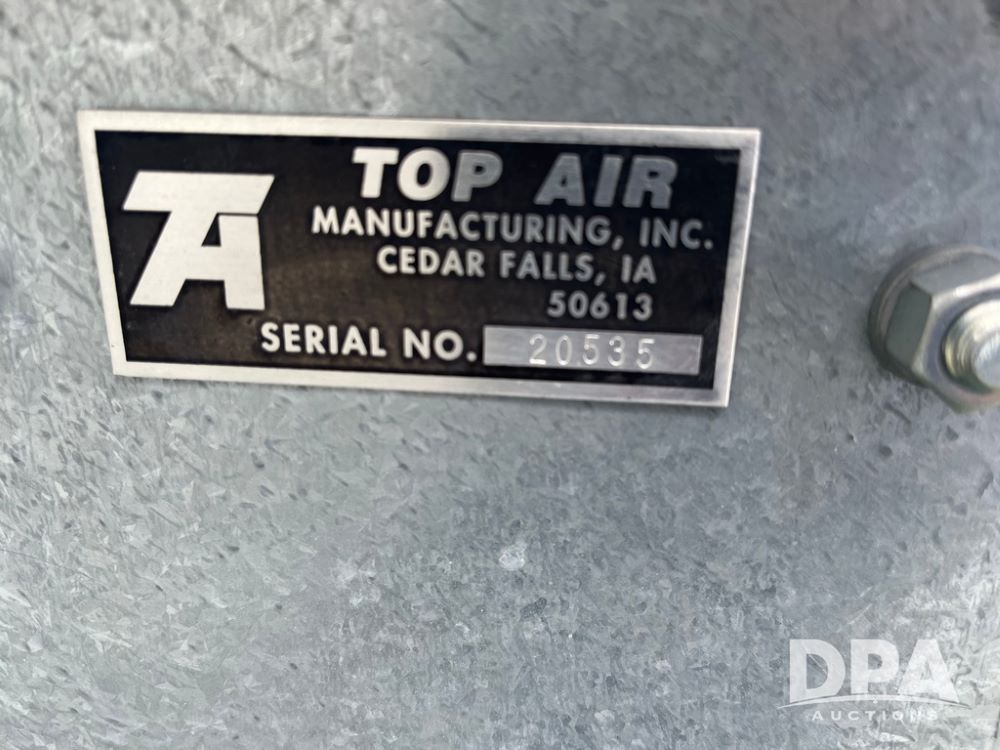 TA
TOP AIR
MANUFACTURING, INC.
CEDAR FALLS, IA
50613
SERIAL NO. 20535
DPA
AUCTIONS